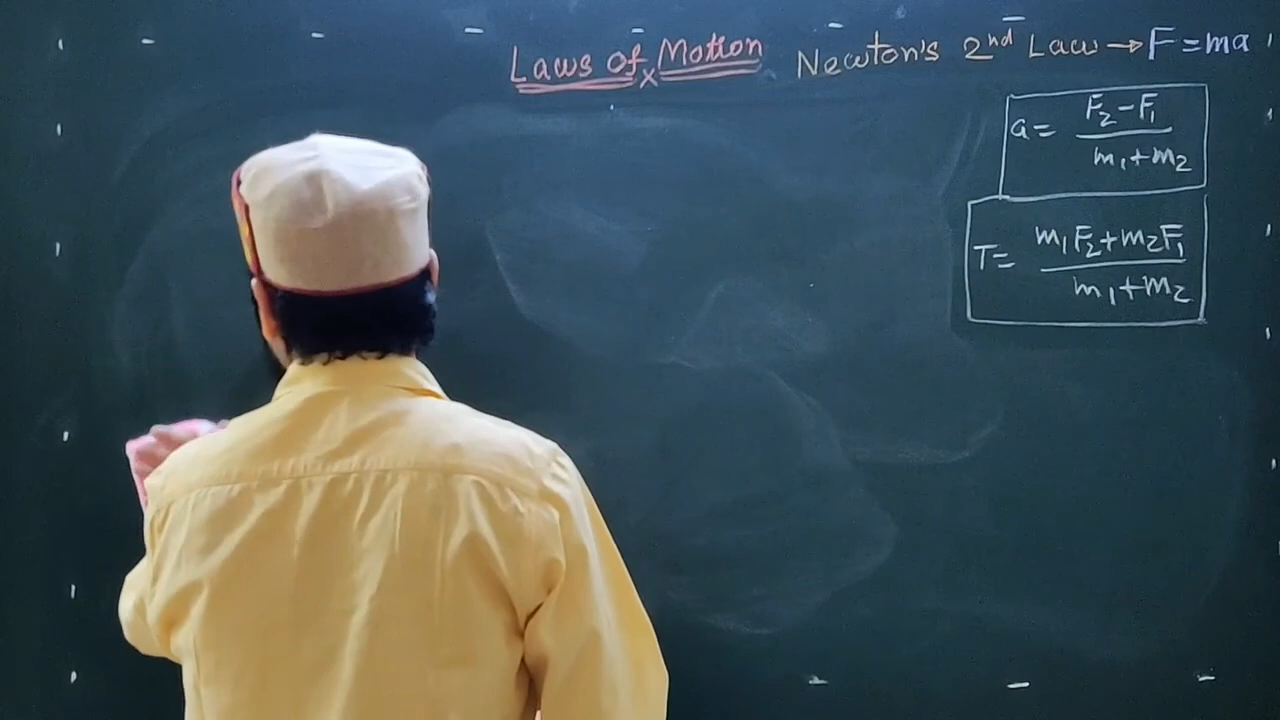 Laws of Motion Newton's 2nd Law → F = ma
a = (F₂ - F₁) / (m₁ + m₂)
T = (m₁F₂ + m₂F₁) / (m₁ + m₂)